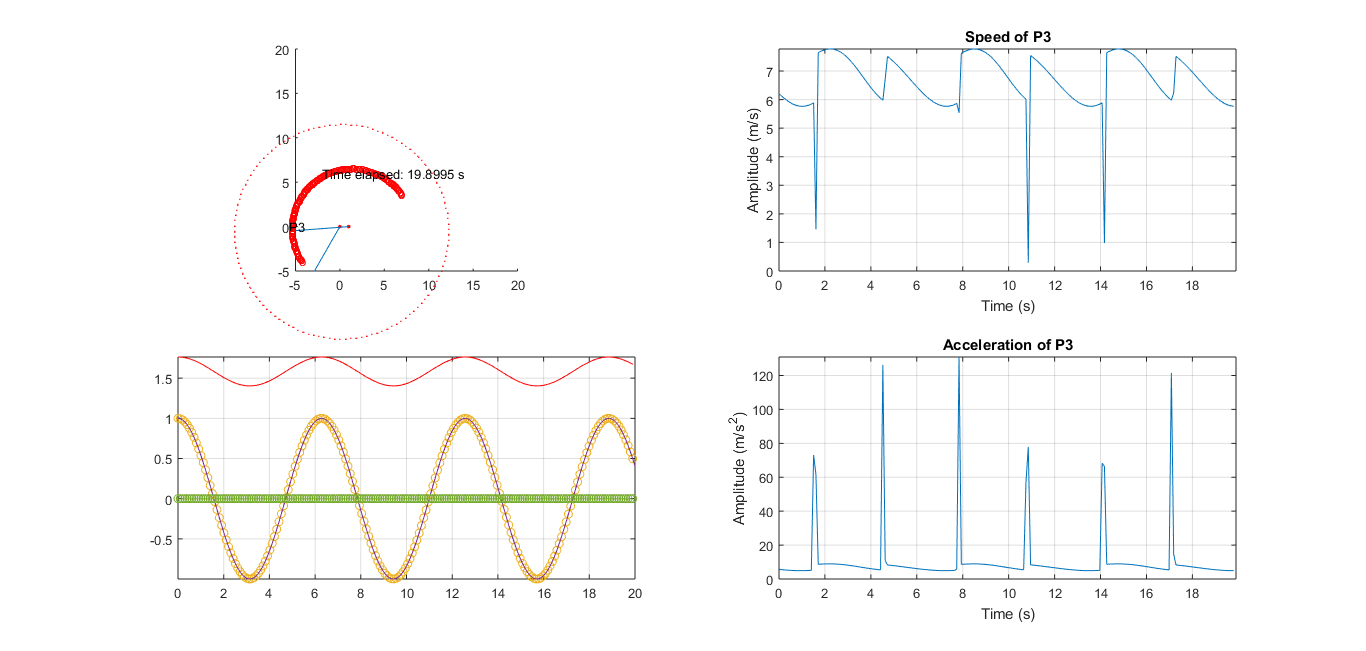 20
15
10
5
0
-5
-5 0 5 10 15 20
Time elapsed: 19.8995 s
P3
Speed of P3
Amplitude (m/s)
7
6
5
4
3
2
1
0
0 2 4 6 8 10 12 14 16 18
Time (s)
1.5
1
0.5
0
-0.5
0 2 4 6 8 10 12 14 16 18 20
Acceleration of P3
Amplitude (m/s2)
120
100
80
60
40
20
0
0 2 4 6 8 10 12 14 16 18
Time (s)